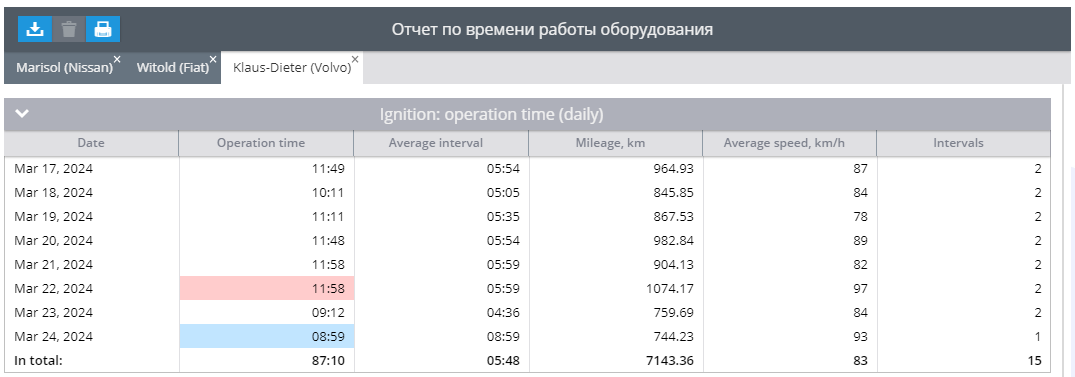 Отчет по времени работы оборудования
Marisol (Nissan) × Witold (Fiat) × Klaus-Dieter (Volvo) ×
Ignition: operation time (daily)
Date Operation time Average interval Mileage, km Average speed, km/h Intervals
Mar 17, 2024 11:49 05:54 964.93 87 2
Mar 18, 2024 10:11 05:05 845.85 84 2
Mar 19, 2024 11:11 05:35 867.53 78 2
Mar 20, 2024 11:48 05:54 982.84 89 2
Mar 21, 2024 11:58 05:59 904.13 82 2
Mar 22, 2024 11:58 05:59 1074.17 97 2
Mar 23, 2024 09:12 04:36 759.69 84 2
Mar 24, 2024 08:59 08:59 744.23 93 1
In total: 87:10 05:48 7143.36 83 15